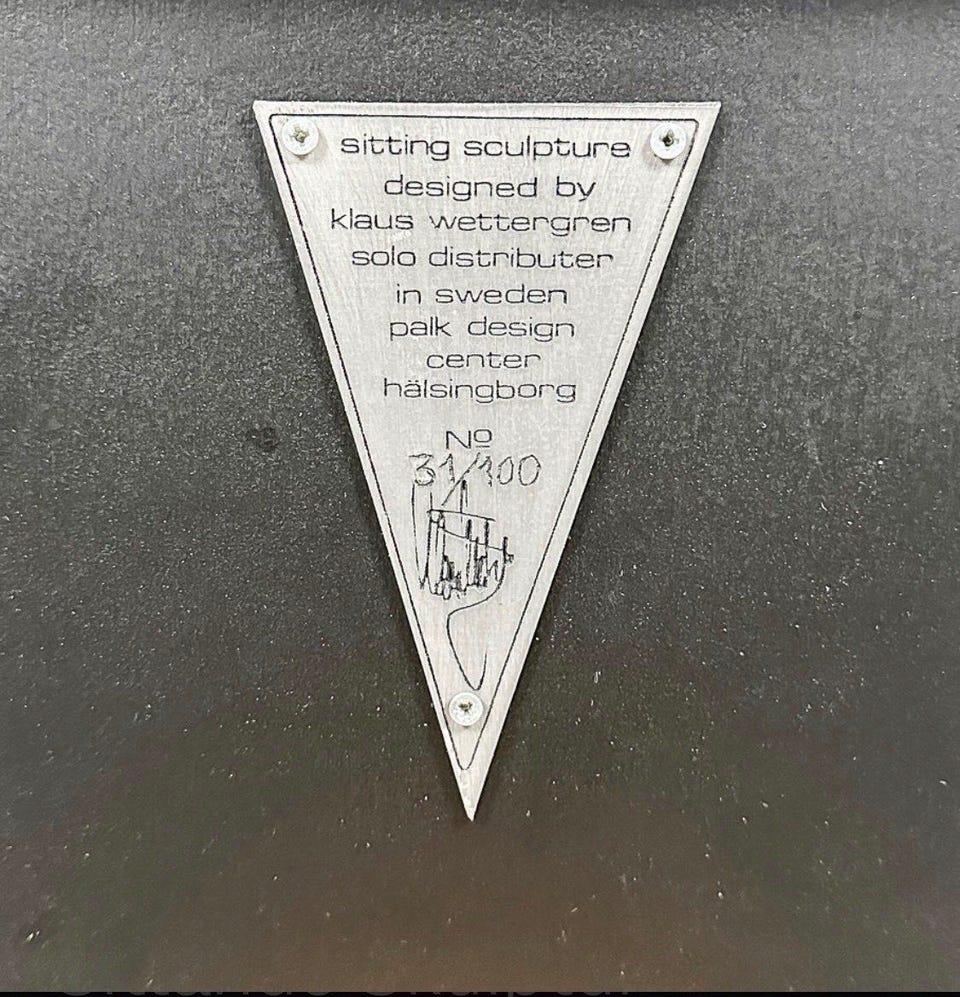 sitting sculpture
designed by
klaus wettergren
solo distributer
in sweden
palk design
center
hälsingborg
Nº
31/100